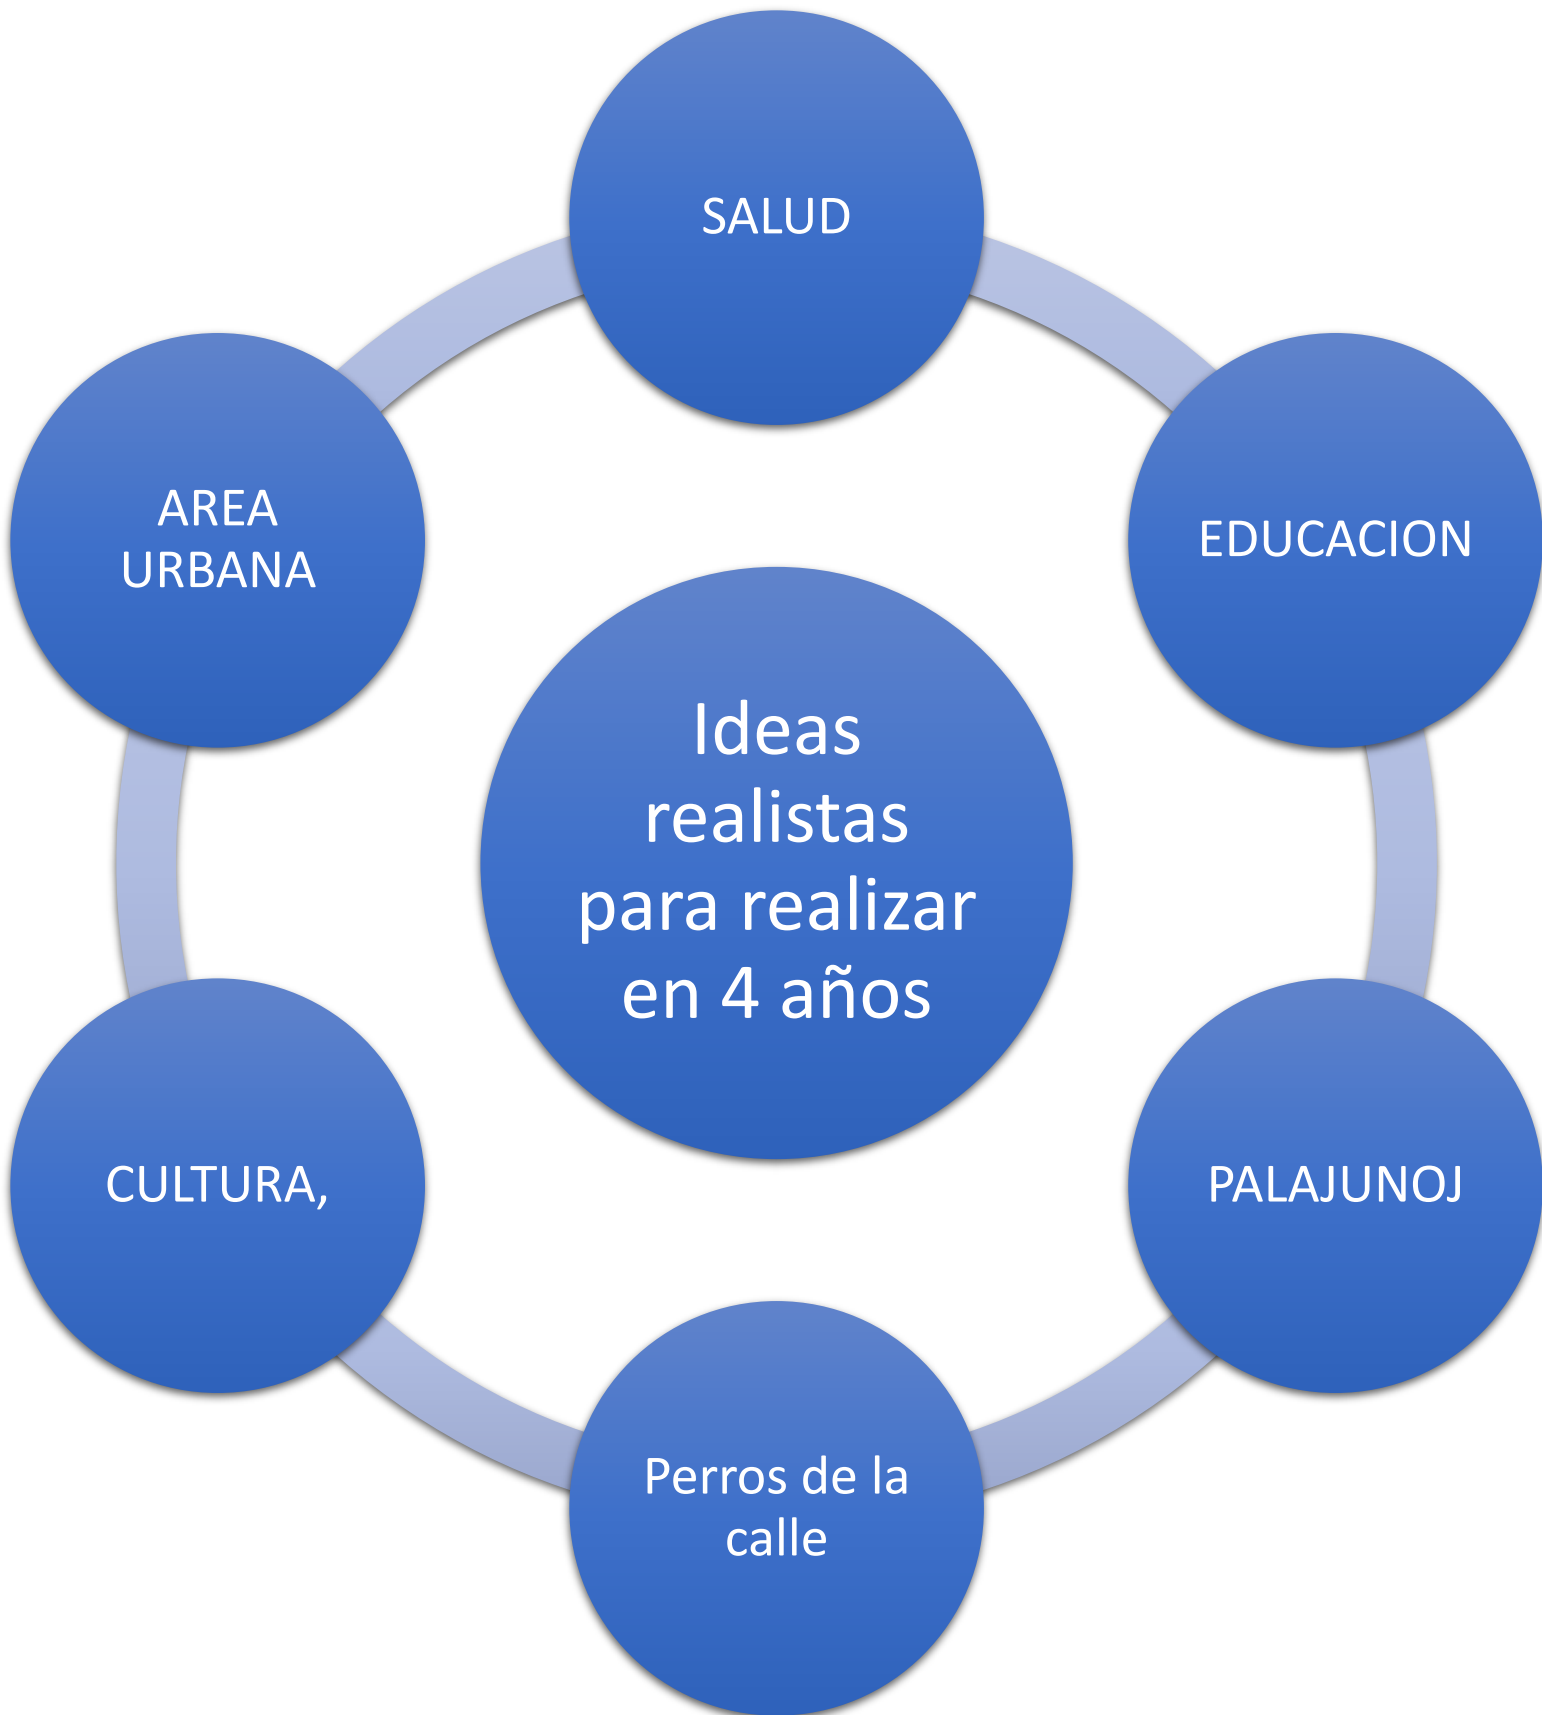 SALUD
EDUCACION
PALAJUNOJ
Perros de la
calle
CULTURA,
AREA
URBANA
Ideas
realistas
para realizar
en 4 años